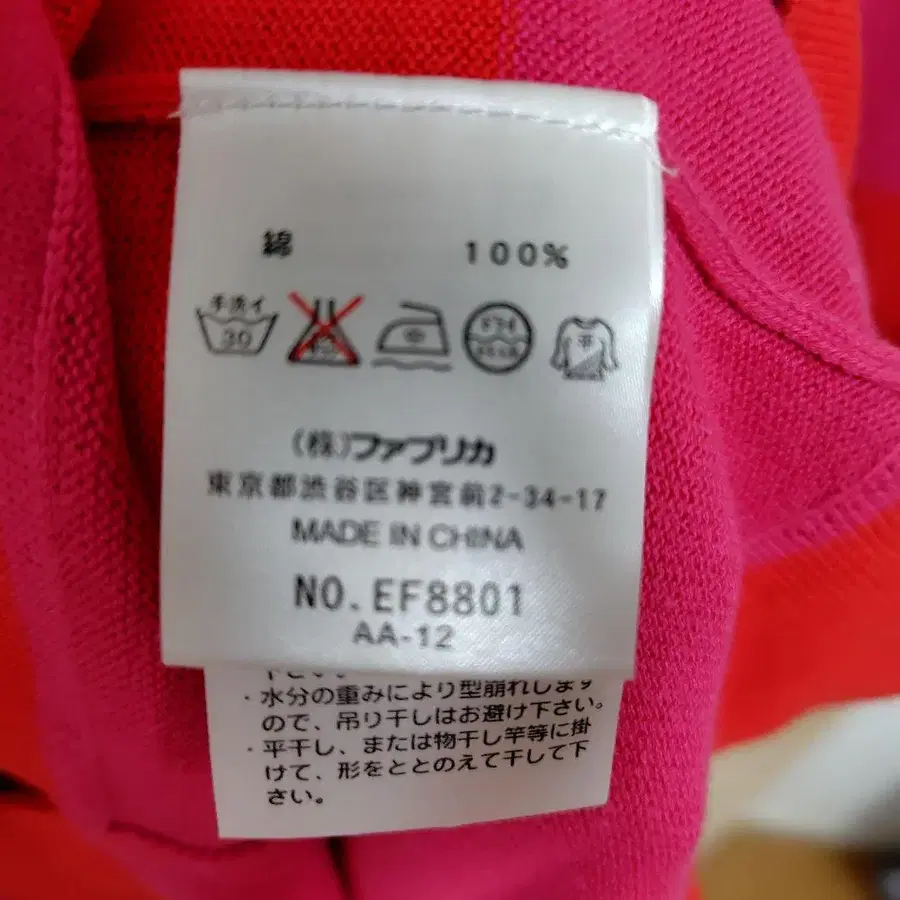 綿 100%
手洗イ
30
平
(株)ファブリカ
東京都渋谷区神宮前2-34-17
MADE IN CHINA
NO.EF8801
AA-12
・水分の重みにより型崩れします
ので、吊り干しはお避け下さい。
・平干し、または物干し竿等に掛
けて、形をととのえて干して下
さい。